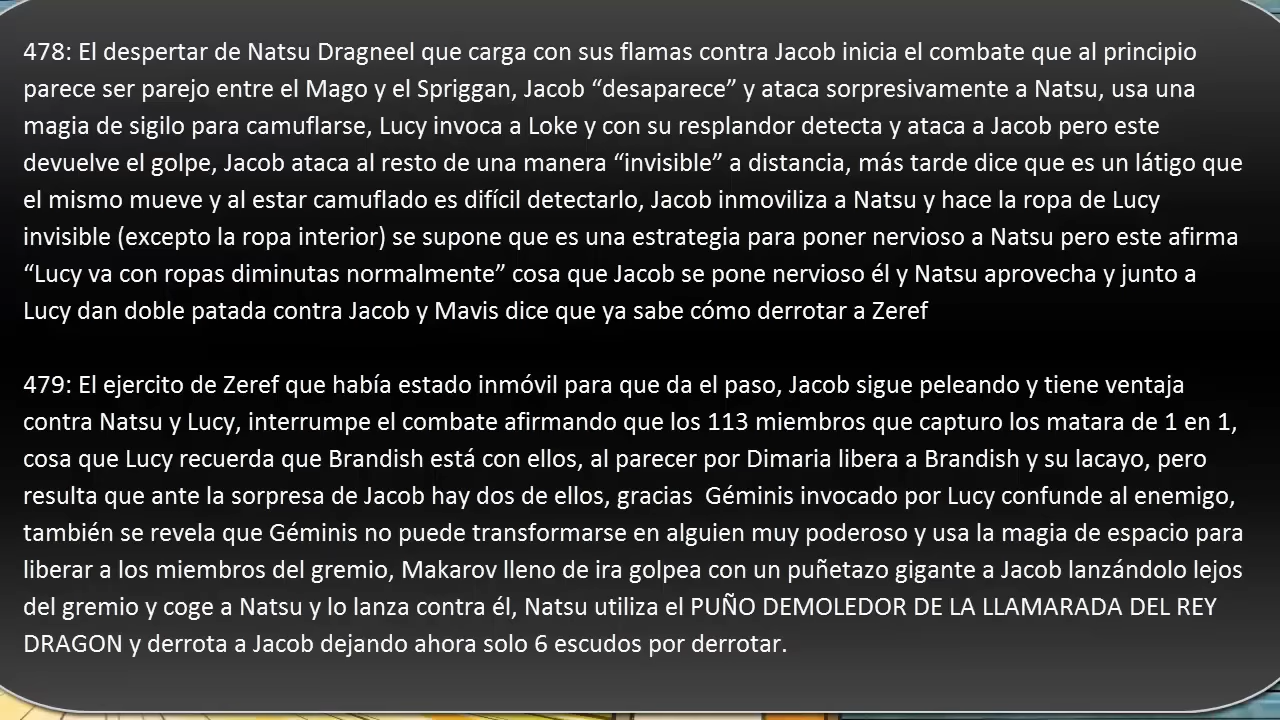 478: El despertar de Natsu Dragneel que carga con sus flamas contra Jacob inicia el combate que al principio
parece ser parejo entre el Mago y el Spriggan, Jacob “desaparece” y ataca sorpresivamente a Natsu, usa una
magia de sigilo para camuflarse, Lucy invoca a Loke y con su resplandor detecta y ataca a Jacob pero este
devuelve el golpe, Jacob ataca al resto de una manera “invisible” a distancia, más tarde dice que es un látigo que
el mismo mueve y al estar camuflado es difícil detectarlo, Jacob inmoviliza a Natsu y hace la ropa de Lucy
invisible (excepto la ropa interior) se supone que es una estrategia para poner nervioso a Natsu pero este afirma
“Lucy va con ropas diminutas normalmente” cosa que Jacob se pone nervioso él y Natsu aprovecha y junto a
Lucy dan doble patada contra Jacob y Mavis dice que ya sabe cómo derrotar a Zeref
479: El ejercito de Zeref que había estado inmóvil para que da el paso, Jacob sigue peleando y tiene ventaja
contra Natsu y Lucy, interrumpe el combate afirmando que los 113 miembros que capturo los matara de 1 en 1,
cosa que Lucy recuerda que Brandish está con ellos, al parecer por Dimaria libera a Brandish y su lacayo, pero
resulta que ante la sorpresa de Jacob hay dos de ellos, gracias  Géminis invocado por Lucy confunde al enemigo,
también se revela que Géminis no puede transformarse en alguien muy poderoso y usa la magia de espacio para
liberar a los miembros del gremio, Makarov lleno de ira golpea con un puñetazo gigante a Jacob lanzándolo lejos
del gremio y coge a Natsu y lo lanza contra él, Natsu utiliza el PUÑO DEMOLEDOR DE LA LLAMARADA DEL REY
DRAGON y derrota a Jacob dejando ahora solo 6 escudos por derrotar.